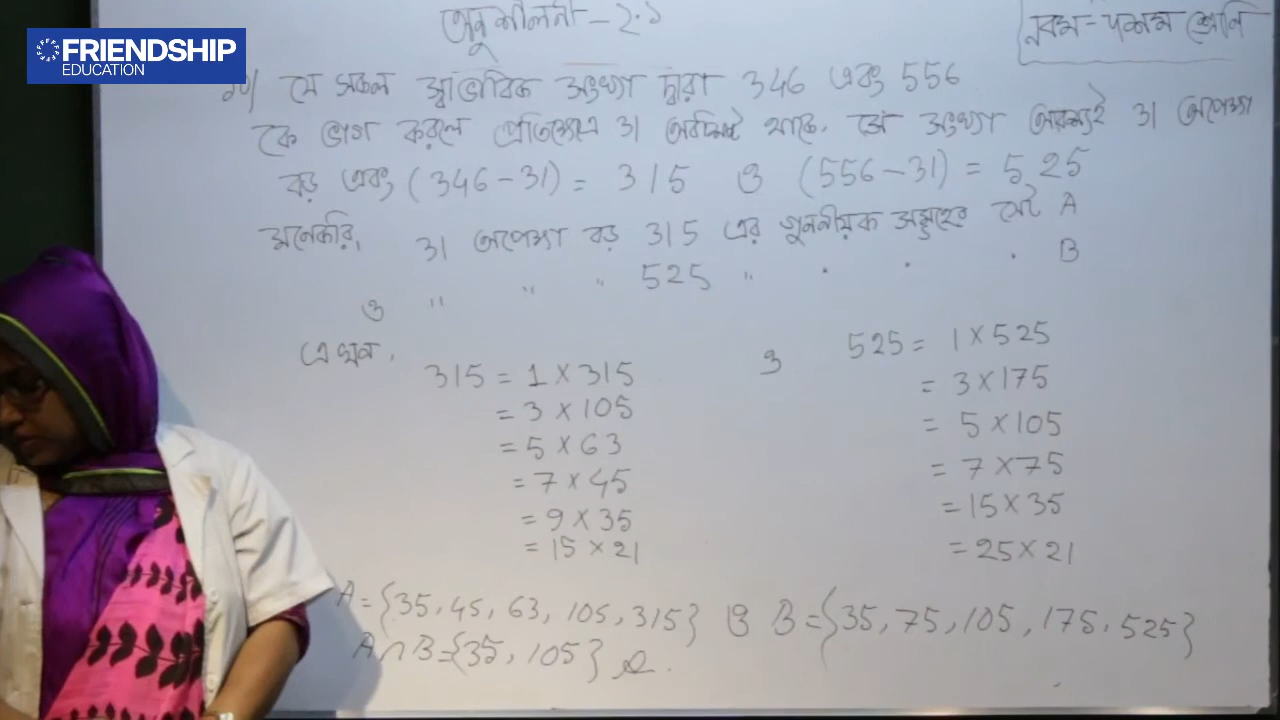 FRIENDSHIP
EDUCATION
অনুশীলনী - ২.১
নবম - দশম শ্রেণি
১০/ যে সকল স্বাভাবিক সংখ্যা দ্বারা 346 এবং 556
কে ভাগ করলে প্রতিক্ষেত্রে 31 অবশিষ্ট থাকে, সে সংখ্যা অবশ্যই 31 অপেক্ষা
বড় এবং (346-31) = 315 ও (556-31) = 525
মনেকরি, 31 অপেক্ষা বড় 315 এর গুননীয়ক সমূহের সেট A
ও " " " 525 " . . . B
এখন,
315 = 1 × 315
= 3 × 105
= 5 × 63
= 7 × 45
= 9 × 35
= 15 × 21
ও 525 = 1 × 525
= 3 × 175
= 5 × 105
= 7 × 75
= 15 × 35
= 25 × 21
A = {35, 45, 63, 105, 315} ও B = {35, 75, 105, 175, 525}
A ∩ B = {35, 105}